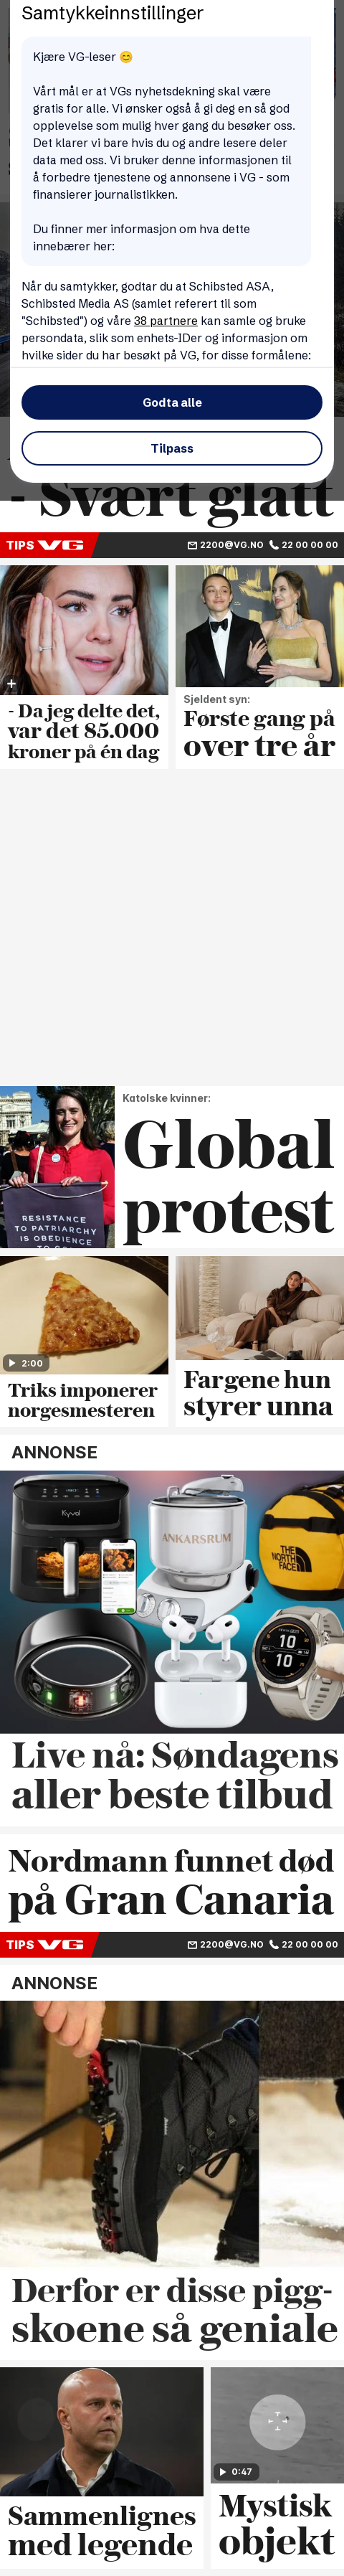 Samtykkeinnstillinger
Kjære VG-leser 😊
Vårt mål er at VGs nyhetsdekning skal være
gratis for alle. Vi ønsker også å gi deg en så god
opplevelse som mulig hver gang du besøker oss.
Det klarer vi bare hvis du og andre lesere deler
data med oss. Vi bruker denne informasjonen til
å forbedre tjenestene og annonsene i VG - som
finansierer journalistikken.
Du finner mer informasjon om hva dette
innebærer her:
Når du samtykker, godtar du at Schibsted ASA,
Schibsted Media AS (samlet referert til som
"Schibsted") og våre 38 partnere kan samle og bruke
persondata, slik som enhets-IDer og informasjon om
hvilke sider du har besøkt på VG, for disse formålene:
Godta alle
Tilpass
- Svært glatt
TIPS VG 2200@VG.NO 22 00 00 00
- Da jeg delte det,
var det 85.000
kroner på én dag
Sjeldent syn:
Første gang på
over tre år
RESISTANCE
TO PATRIARCHY
IS OBEDIENCE
Katolske kvinner:
Global
protest
2:00
Triks imponerer
norgesmesteren
Fargene hun
styrer unna
ANNONSE
Kyvol
ANKARSRUM
THE
NORTH
FACE
10:10
Live nå: Søndagens
aller beste tilbud
Nordmann funnet død
på Gran Canaria
TIPS VG 2200@VG.NO 22 00 00 00
ANNONSE
Derfor er disse pigg-
skoene så geniale
Sammenlignes
med legende
0:47
Mystisk
objekt